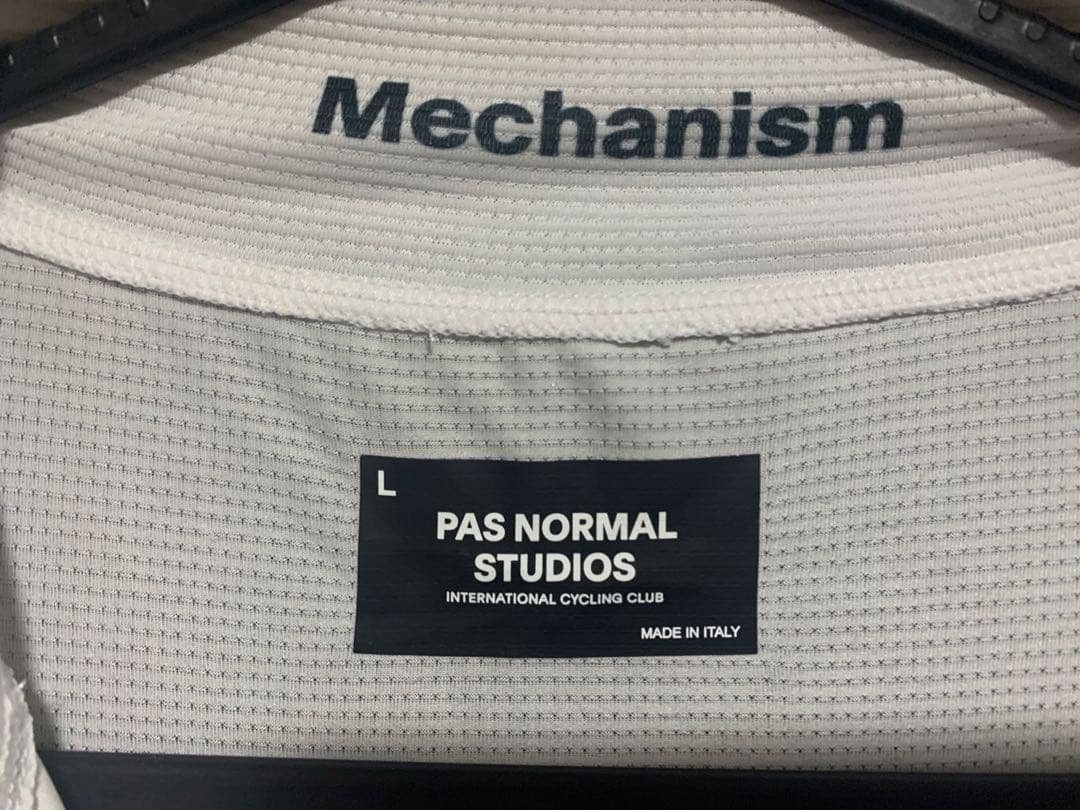 Mechanism
L
PAS NORMAL
STUDIOS
INTERNATIONAL CYCLING CLUB
MADE IN ITALY